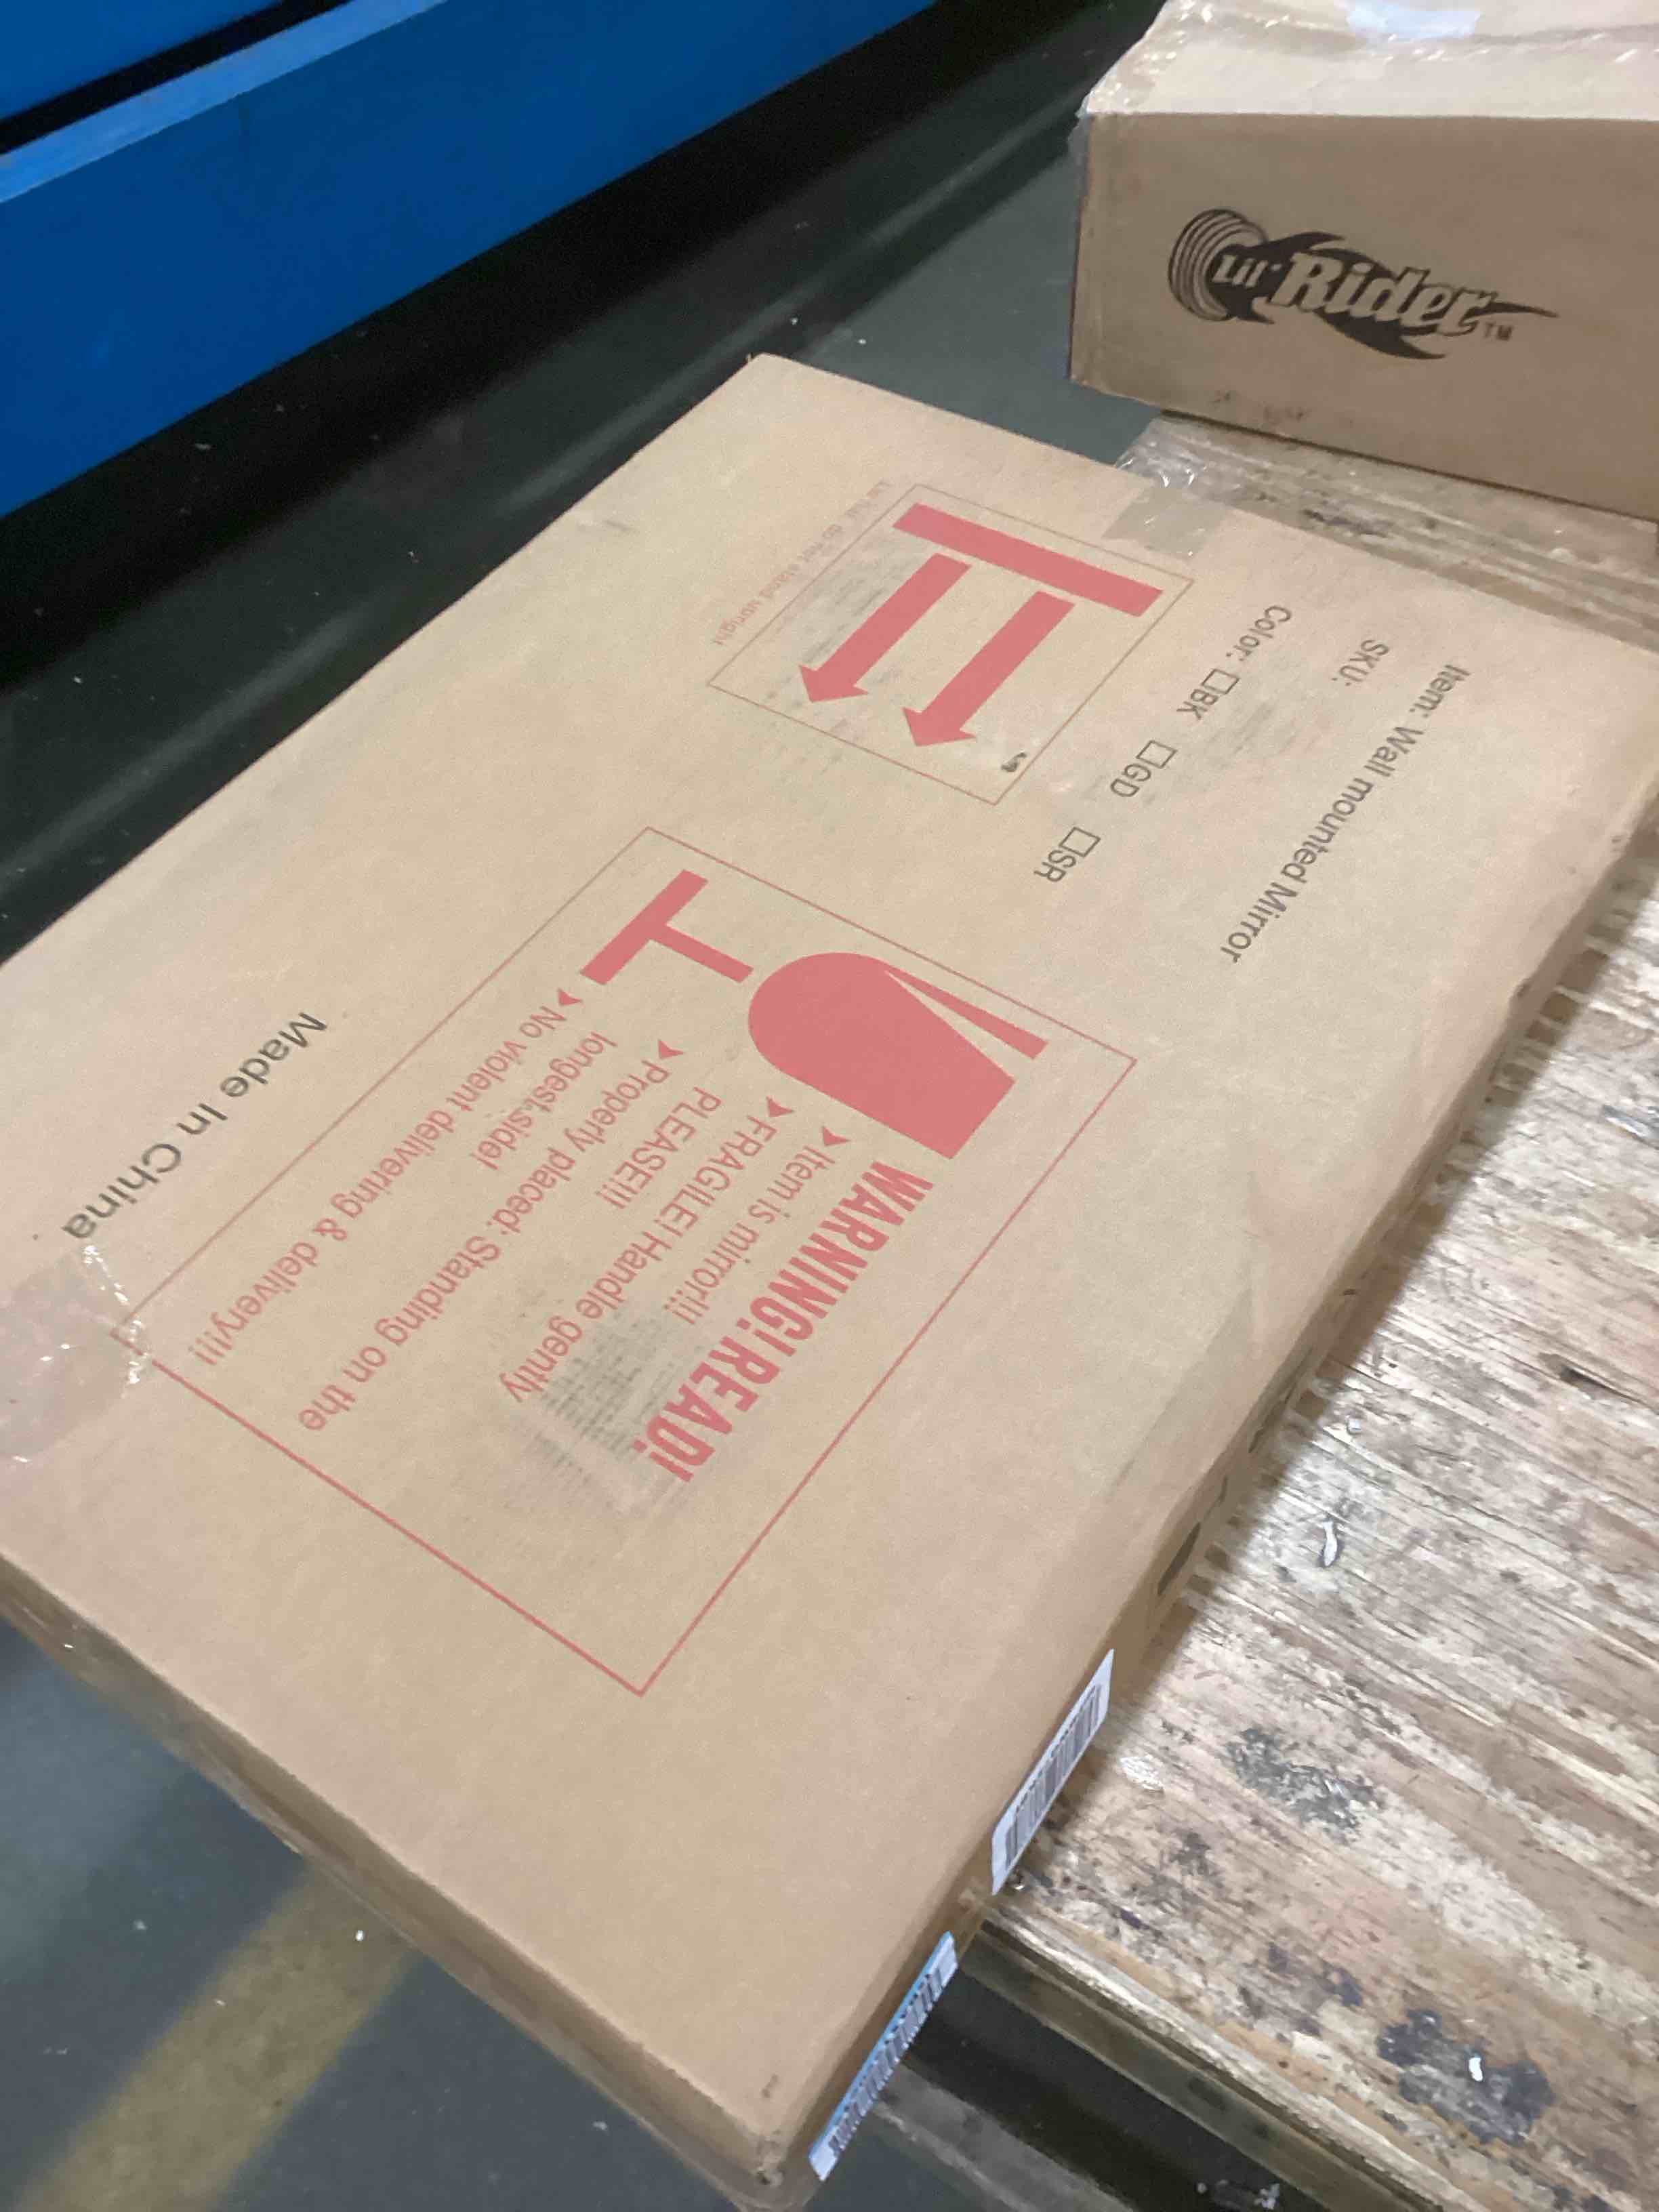 Lil' Rider TM
Item: Wall mounted Mirror
SKU:
Color: □BK □GD □SR
WARNING! READ!
➤ Item is mirror!!!
➤ FRAGILE! Handle gently
PLEASE!!!
➤ Properly placed: Standing on the
longest side!
➤ No violent delivering & delivery!!!
Made In China